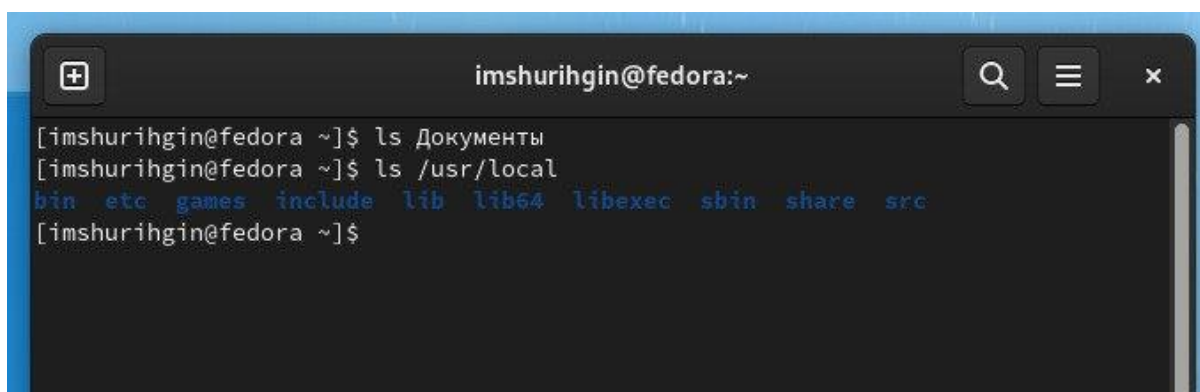 imshurihgin@fedora:~
[imshurihgin@fedora ~]$ ls Документы
[imshurihgin@fedora ~]$ ls /usr/local
bin etc games include lib lib64 libexec sbin share src
[imshurihgin@fedora ~]$